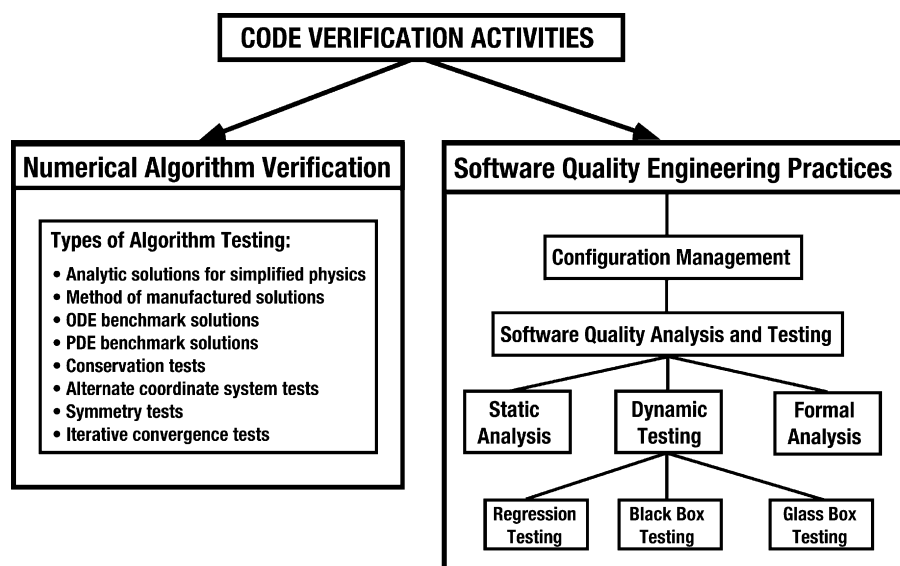 CODE VERIFICATION ACTIVITIES
Numerical Algorithm Verification
Types of Algorithm Testing:
• Analytic solutions for simplified physics
• Method of manufactured solutions
• ODE benchmark solutions
• PDE benchmark solutions
• Conservation tests
• Alternate coordinate system tests
• Symmetry tests
• Iterative convergence tests
Software Quality Engineering Practices
Configuration Management
Software Quality Analysis and Testing
Static
Analysis
Dynamic
Testing
Formal
Analysis
Regression
Testing
Black Box
Testing
Glass Box
Testing